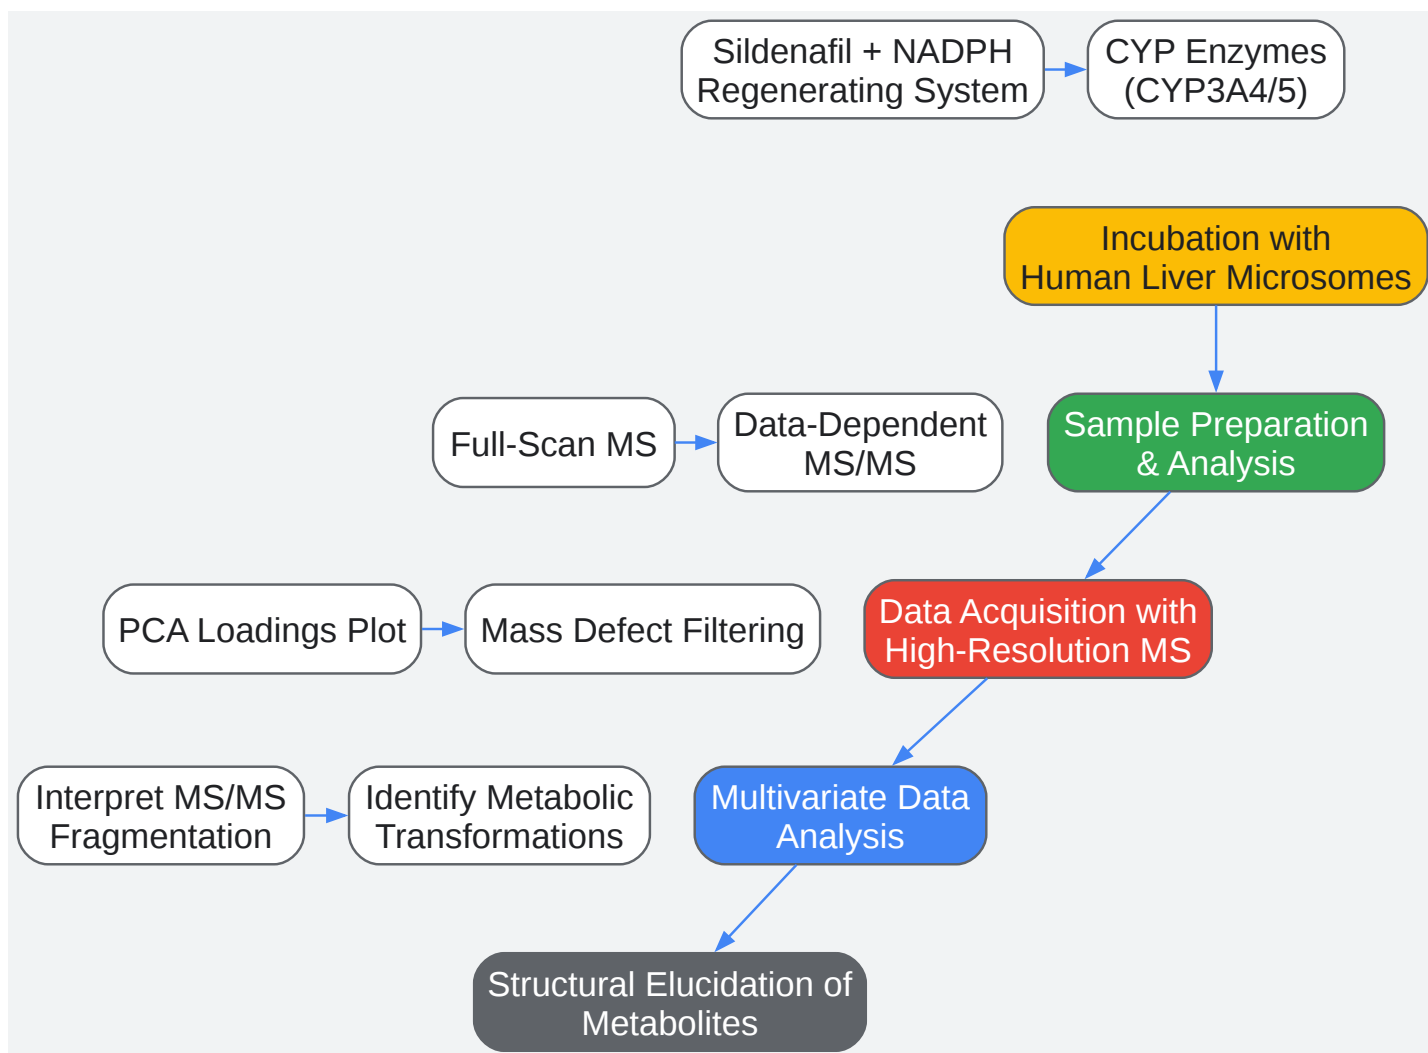 Sildenafil + NADPH
Regenerating System
CYP Enzymes
(CYP3A4/5)
Incubation with
Human Liver Microsomes
Full-Scan MS
Data-Dependent
MS/MS
Sample Preparation
& Analysis
PCA Loadings Plot
Mass Defect Filtering
Data Acquisition with
High-Resolution MS
Interpret MS/MS
Fragmentation
Identify Metabolic
Transformations
Multivariate Data
Analysis
Structural Elucidation of
Metabolites